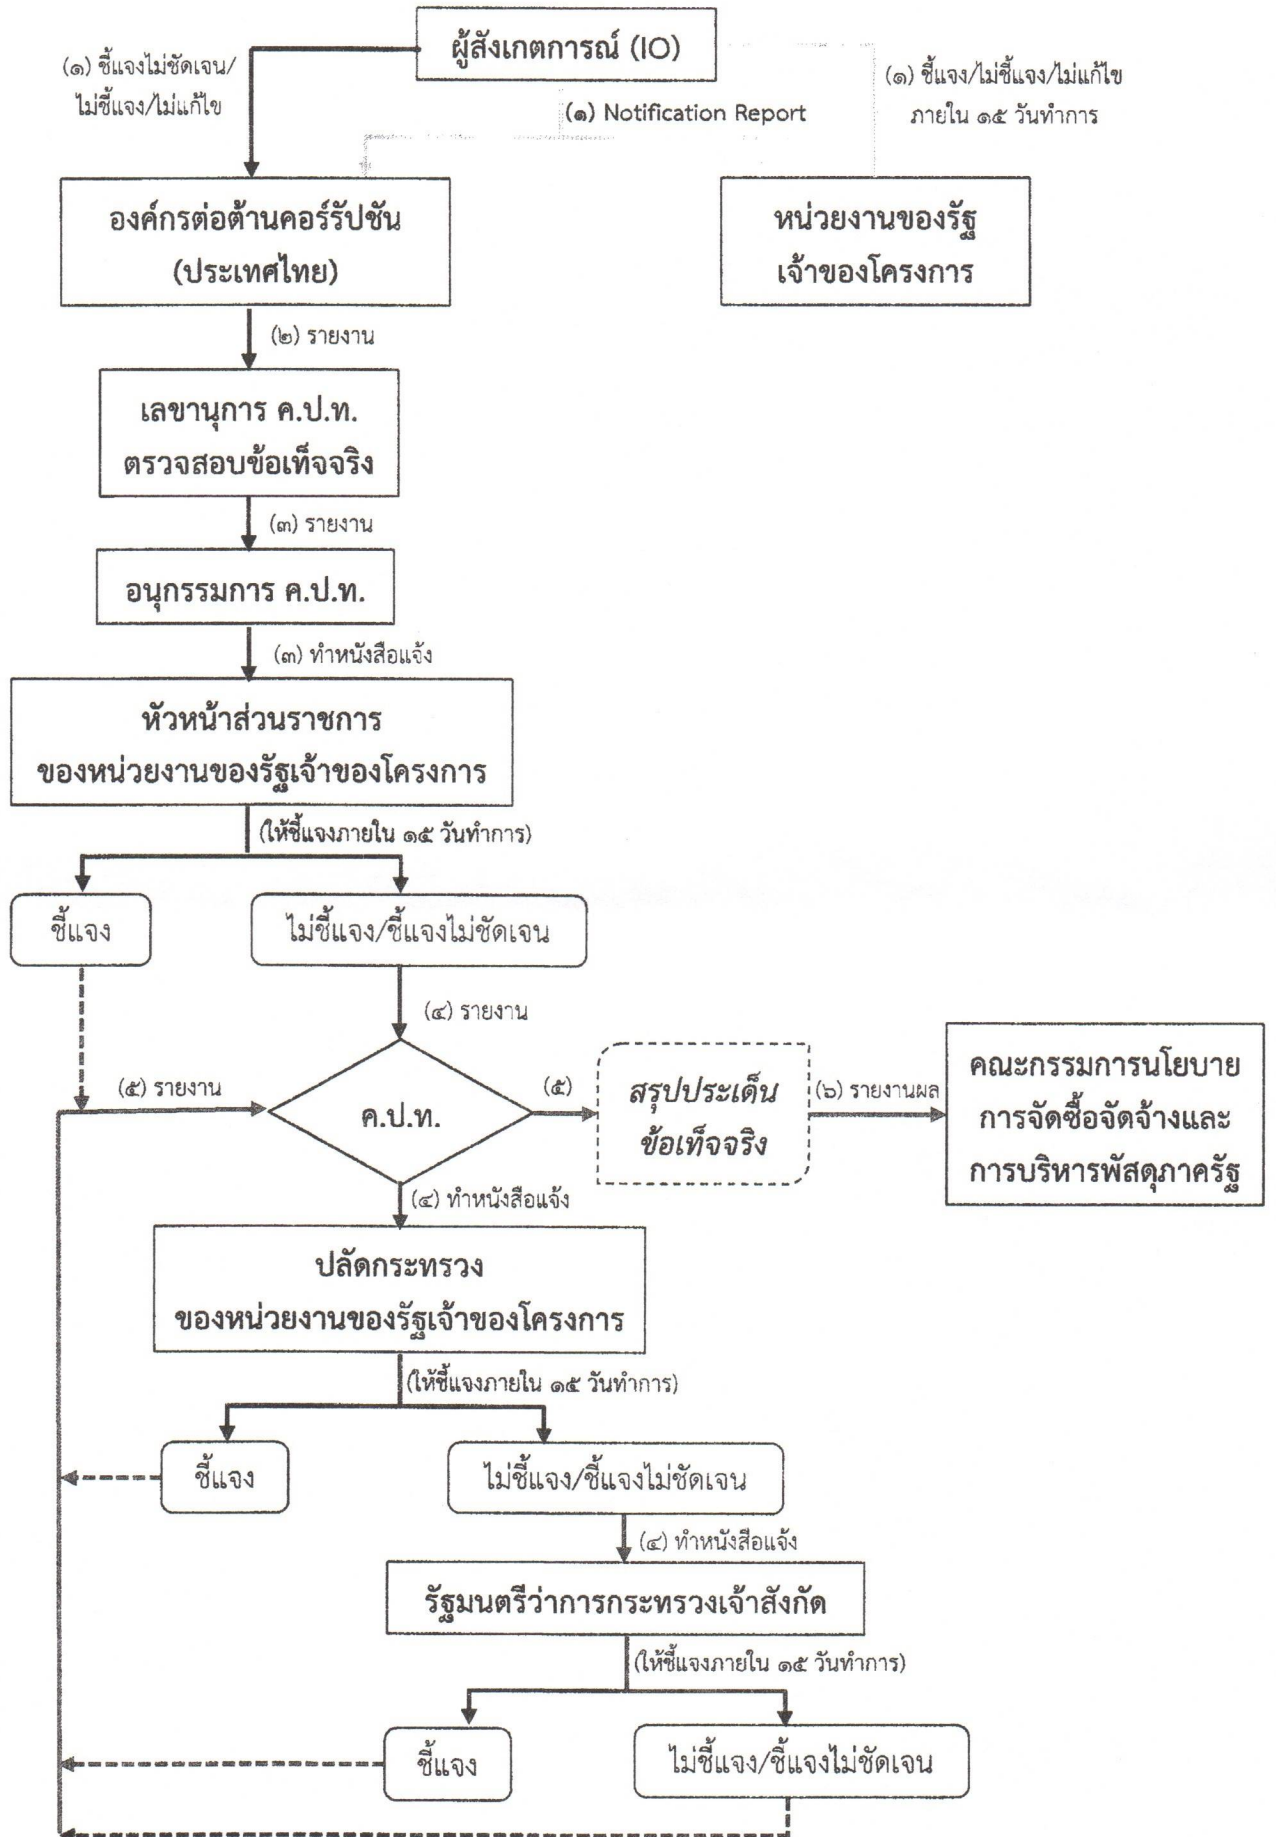 ผู้สังเกตการณ์ (IO)
(๑) ชี้แจงไม่ชัดเจน/
ไม่ชี้แจง/ไม่แก้ไข
(๑) ชี้แจง/ไม่ชี้แจง/ไม่แก้ไข
ภายใน ๑๕ วันทำการ
(๑) Notification Report
องค์กรต่อต้านคอร์รัปชัน
(ประเทศไทย)
หน่วยงานของรัฐ
เจ้าของโครงการ
(๒) รายงาน
เลขานุการ ค.ป.ท.
ตรวจสอบข้อเท็จจริง
(๓) รายงาน
อนุกรรมการ ค.ป.ท.
(๓) ทำหนังสือแจ้ง
หัวหน้าส่วนราชการ
ของหน่วยงานของรัฐเจ้าของโครงการ
(ให้ชี้แจงภายใน ๑๕ วันทำการ)
ชี้แจง
ไม่ชี้แจง/ชี้แจงไม่ชัดเจน
(๔) รายงาน
(๕) รายงาน
ค.ป.ท.
(๕)
สรุปประเด็น
ข้อเท็จจริง
(๖) รายงานผล
คณะกรรมการนโยบาย
การจัดซื้อจัดจ้างและ
การบริหารพัสดุภาครัฐ
(๔) ทำหนังสือแจ้ง
ปลัดกระทรวง
ของหน่วยงานของรัฐเจ้าของโครงการ
(ให้ชี้แจงภายใน ๑๕ วันทำการ)
ชี้แจง
ไม่ชี้แจง/ชี้แจงไม่ชัดเจน
(๔) ทำหนังสือแจ้ง
รัฐมนตรีว่าการกระทรวงเจ้าสังกัด
(ให้ชี้แจงภายใน ๑๕ วันทำการ)
ชี้แจง
ไม่ชี้แจง/ชี้แจงไม่ชัดเจน